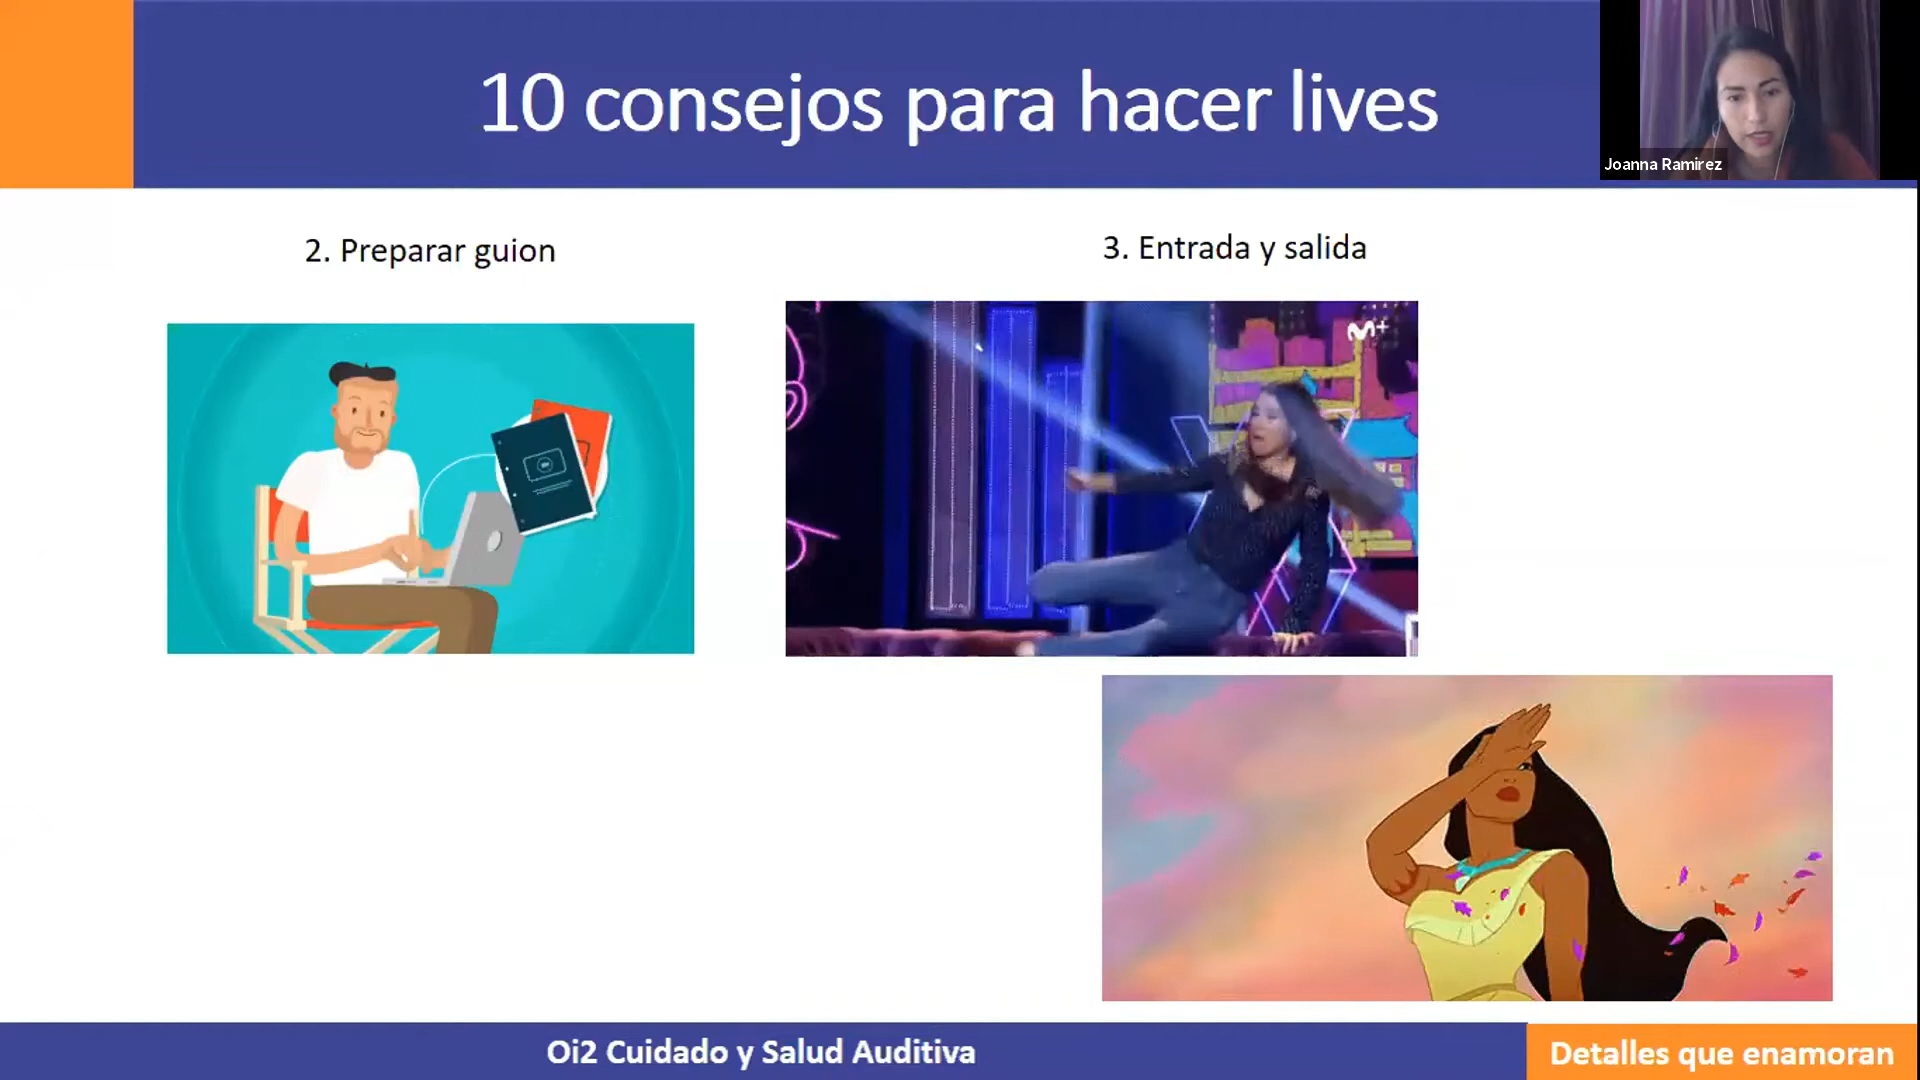 10 consejos para hacer lives
Joanna Ramirez
2. Preparar guion
3. Entrada y salida
M+
Oi2 Cuidado y Salud Auditiva
Detalles que enamoran